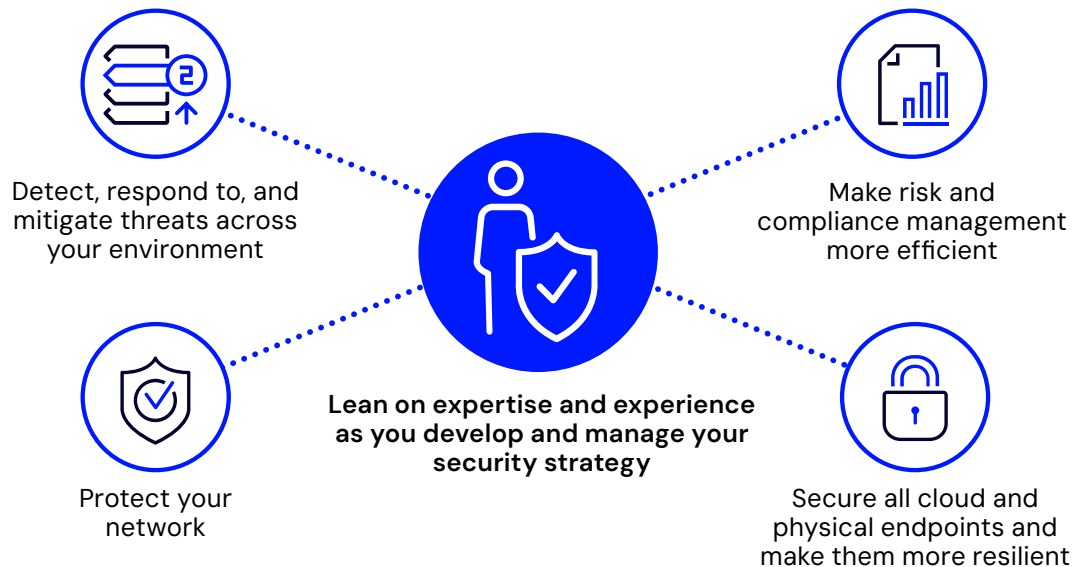 2
Detect, respond to, and
mitigate threats across
your environment
Make risk and
compliance management
more efficient
Lean on expertise and experience
as you develop and manage your
security strategy
Protect your
network
Secure all cloud and
physical endpoints and
make them more resilient